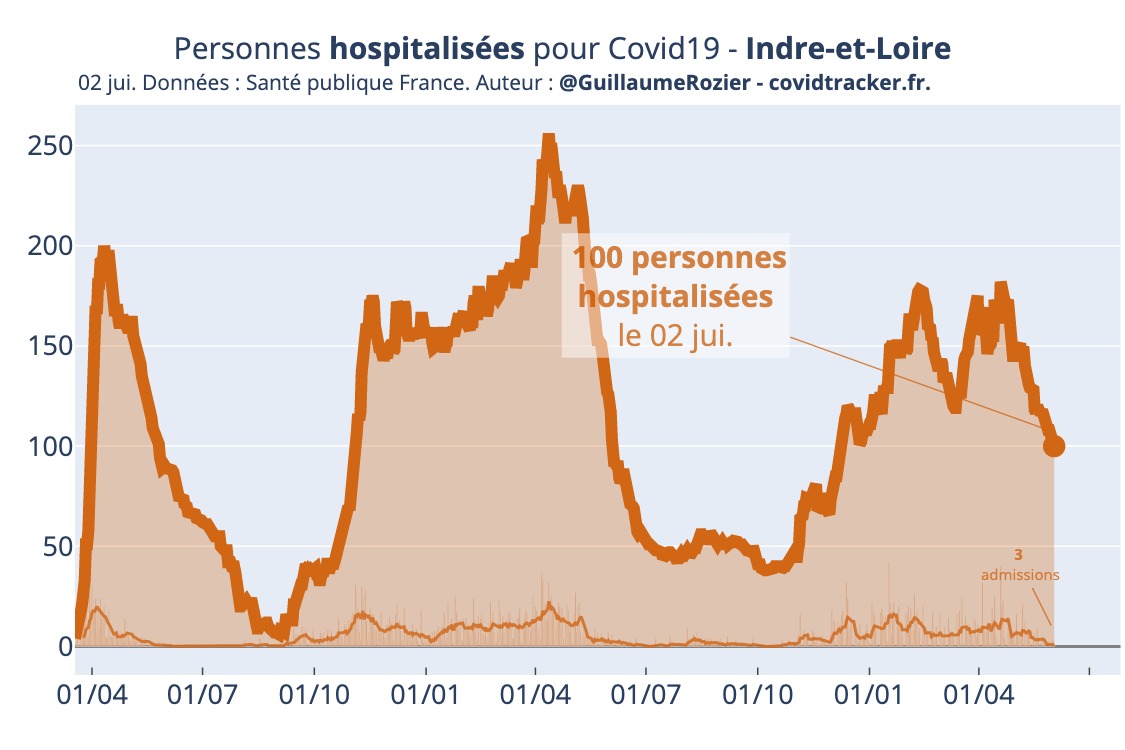 Personnes hospitalisées pour Covid19 - Indre-et-Loire
02 jui. Données : Santé publique France. Auteur : @GuillaumeRozier - covidtracker.fr.
250
200
150
100
50
0
100 personnes
hospitalisées
le 02 jui.
3
admissions
01/04 01/07 01/10 01/01 01/04 01/07 01/10 01/01 01/04